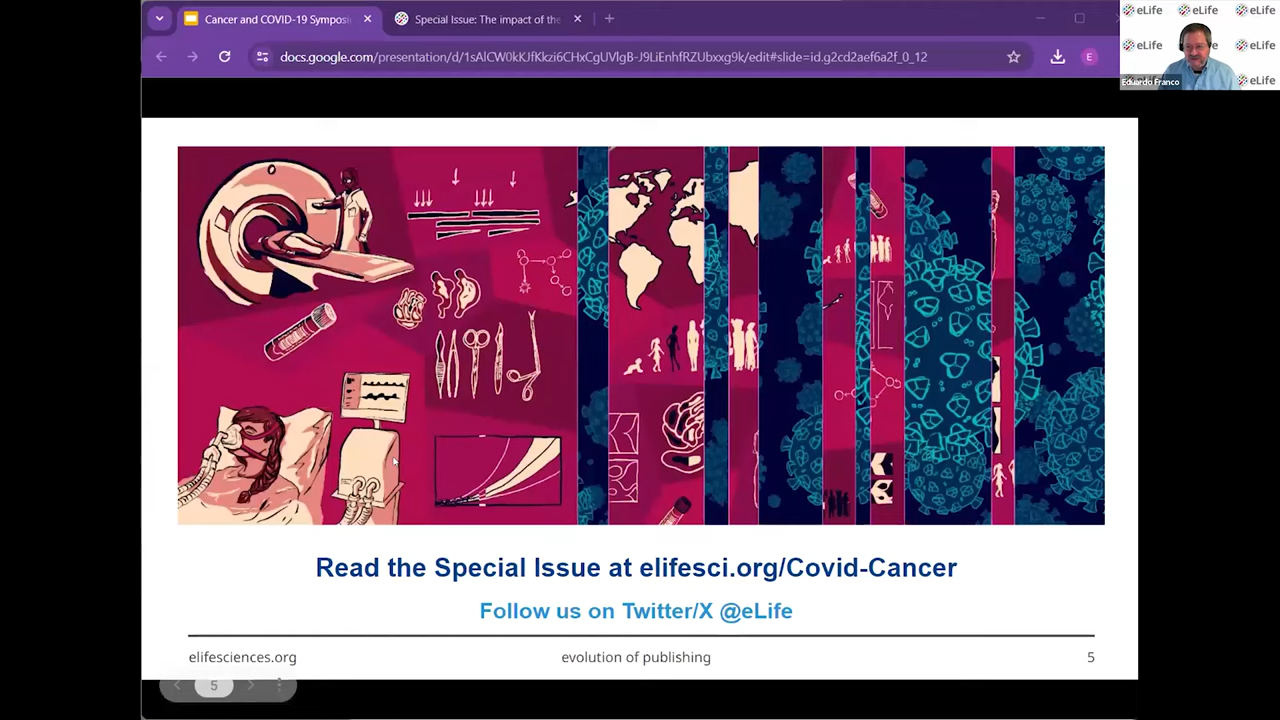 Cancer and COVID-19 Symposi
Special Issue: The impact of the
docs.google.com/presentation/d/1sAlCW0kKJfKkzi6CHxCgUVlgB-J9LiEnhfRZUbxxg9k/edit#slide=id.g2cd2aef6a2f_0_12
E
eLife
eLife
eLife
eLife
eLife
eLife
Eduardo Franco
Read the Special Issue at elifesci.org/Covid-Cancer
Follow us on Twitter/X @eLife
elifesciences.org
evolution of publishing
5
5